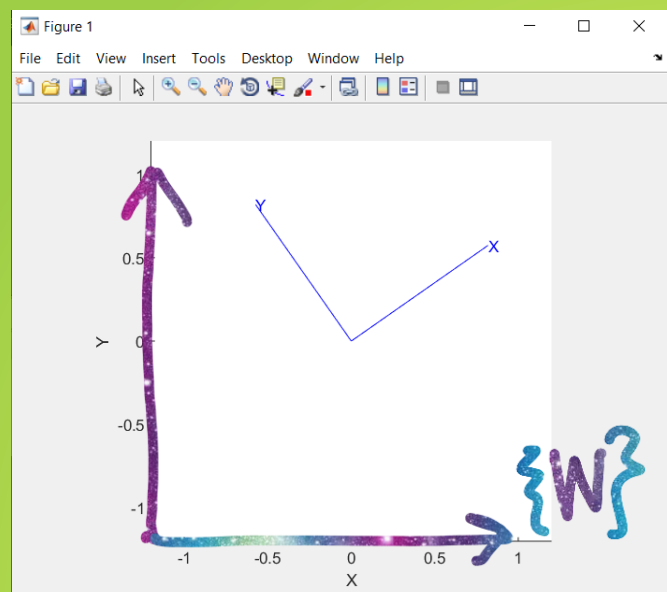 Figure 1
File Edit View Insert Tools Desktop Window Help
1
Y
X
0.5
Y
0
-0.5
{W}
-1
-1 -0.5 0 0.5 1
X